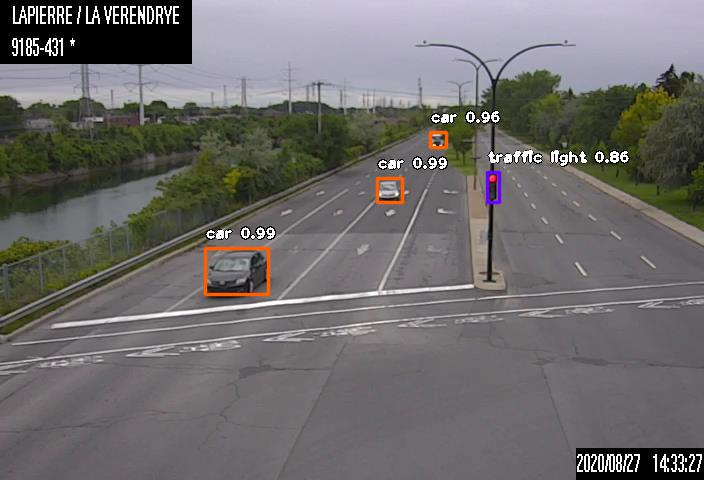 LAPIERRE / LA VERENDRYE
9185-431 *
car 0.96
traffic light 0.86
car 0.99
car 0.99
2020/08/27 14:33:27